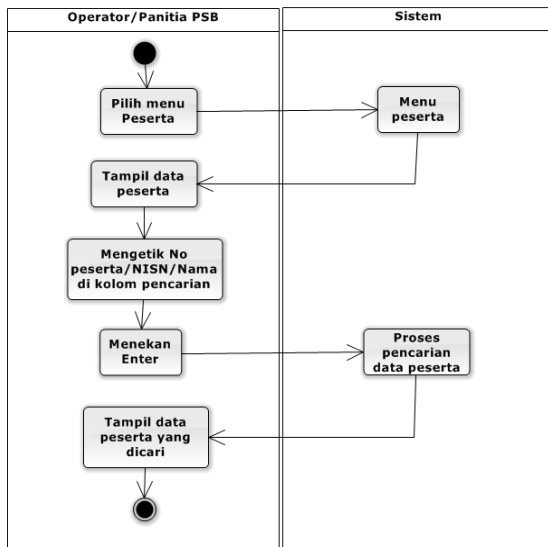 Operator/Panitia PSB
Sistem
Pilih menu
Peserta
Menu
peserta
Tampil data
peserta
Mengetik No
peserta/NISN/Nama
di kolom pencarian
Menekan
Enter
Proses
pencarian
data peserta
Tampil data
peserta yang
dicari